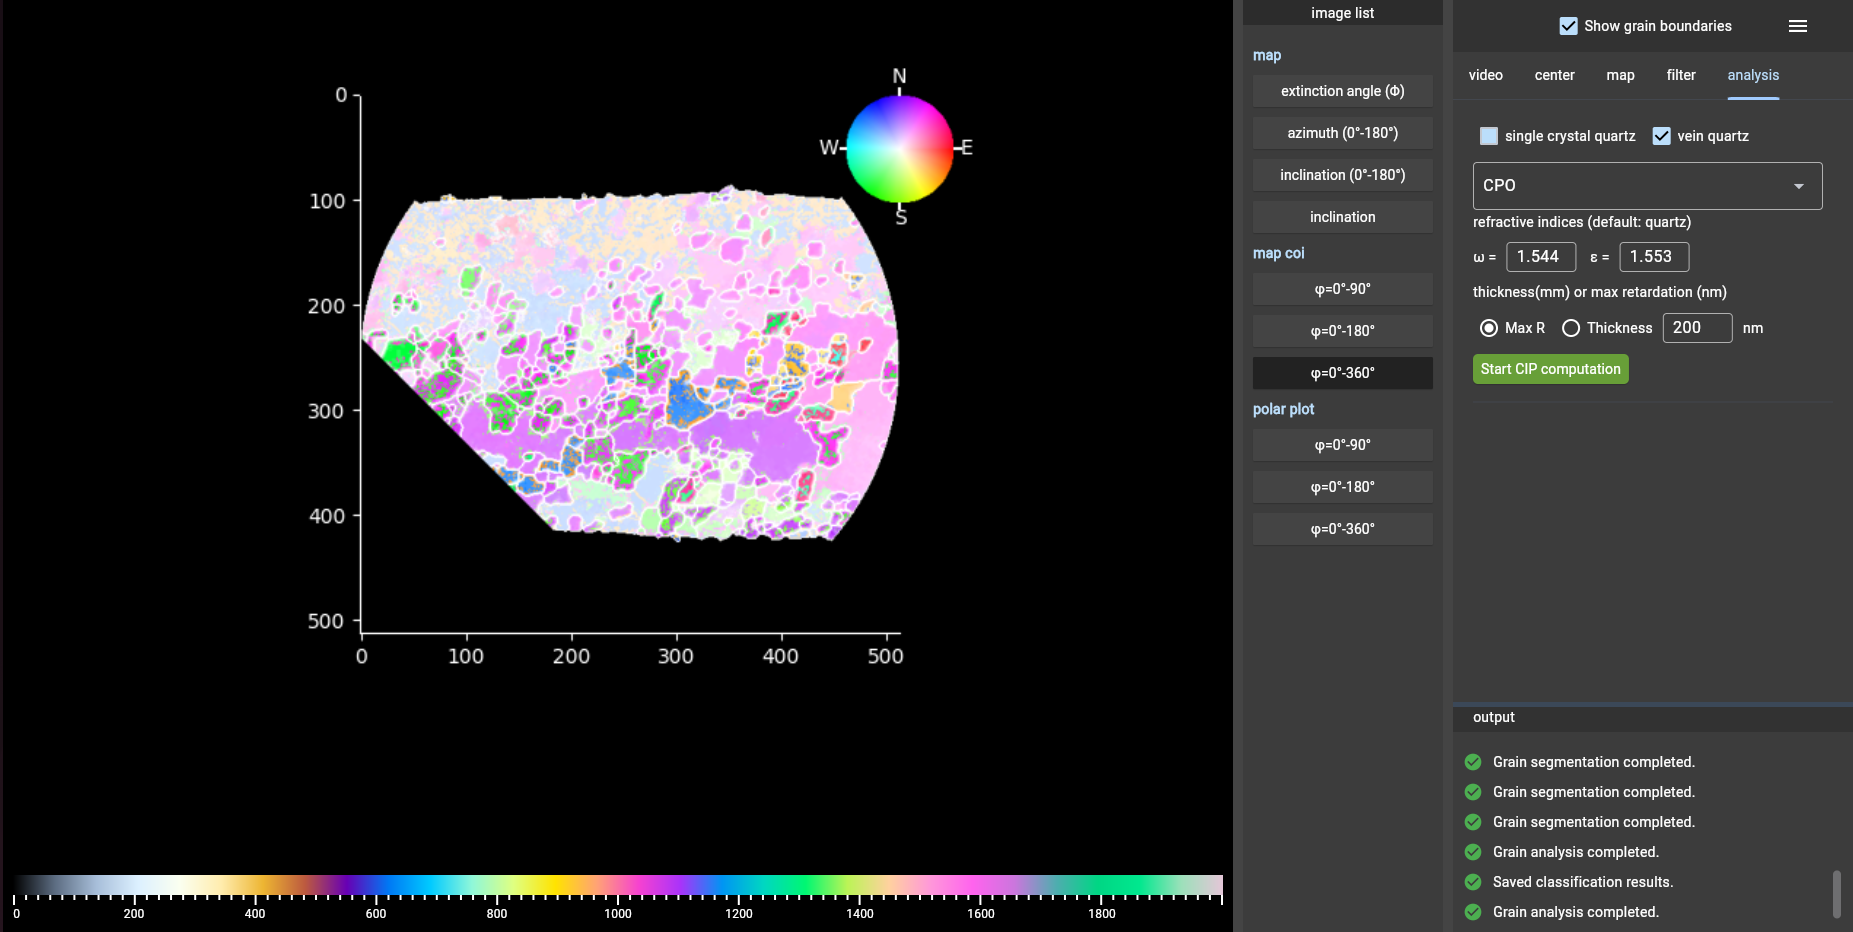 N
W
E
S
0
100
200
300
400
500
0
100
200
300
400
500
0
200
400
600
800
1000
1200
1400
1600
1800
image list
map
extinction angle (Φ)
azimuth (0°-180°)
inclination (0°-180°)
inclination
map coi
φ=0°-90°
φ=0°-180°
φ=0°-360°
polar plot
φ=0°-90°
φ=0°-180°
φ=0°-360°
Show grain boundaries
video center map filter analysis
single crystal quartz vein quartz
CPO
refractive indices (default: quartz)
ω = 1.544 ε = 1.553
thickness(mm) or max retardation (nm)
Max R Thickness 200 nm
Start CIP computation
output
Grain segmentation completed.
Grain segmentation completed.
Grain segmentation completed.
Grain analysis completed.
Saved classification results.
Grain analysis completed.